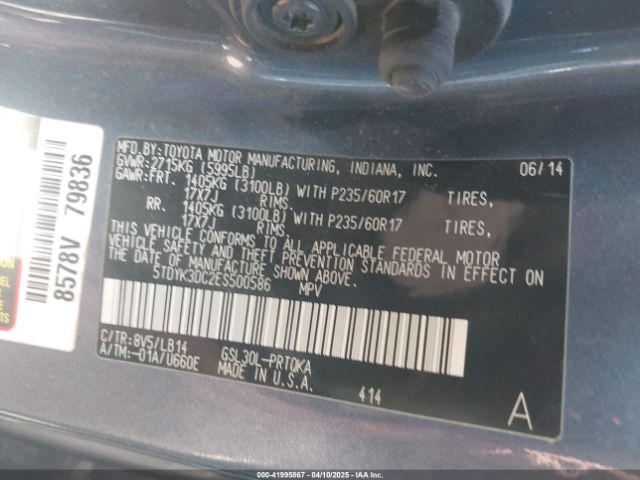 MFD.BY:TOYOTA MOTOR MANUFACTURING, INDIANA, INC. 06/14
GVWR:2715KG (5995LB)
GAWR:FRT. 1405KG (3100LB) WITH P235/60R17 TIRES,
17X7J RIMS.
RR. 1405KG (3100LB) WITH P235/60R17 TIRES,
17X7J RIMS.
THIS VEHICLE CONFORMS TO ALL APPLICABLE FEDERAL MOTOR
VEHICLE SAFETY AND THEFT PREVENTION STANDARDS IN EFFECT ON
THE DATE OF MANUFACTURE SHOWN ABOVE.
5TDYK3DC2ES500586 MPV
C/TR:8V5/LB14 GSL30L-PRTOKA
A/TM:-01A/U660E MADE IN U.S.A.
414 A
8578V 79836
000-41995867 - 04/10/2025 - IAAI.COM